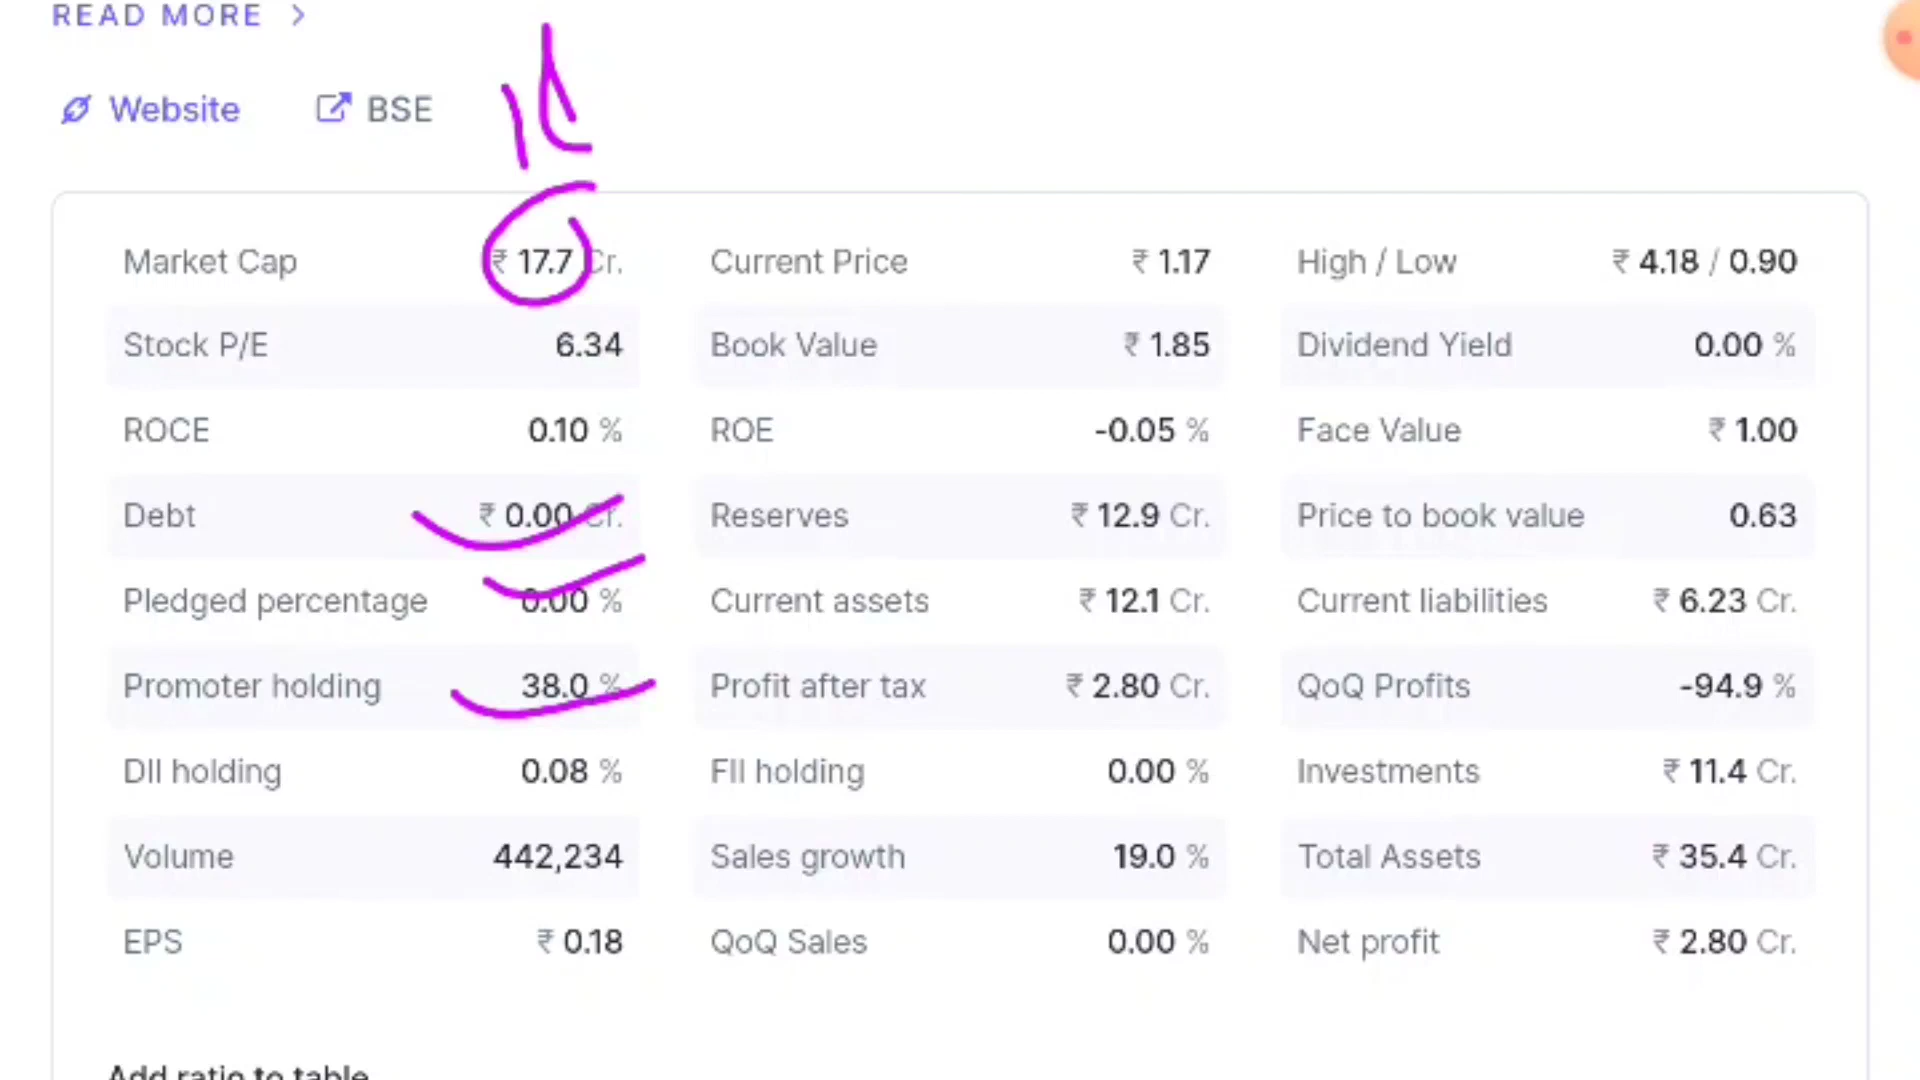 READ MORE >
Website BSE
Market Cap ₹ 17.7 Cr. Current Price ₹ 1.17 High / Low ₹ 4.18 / 0.90
Stock P/E 6.34 Book Value ₹ 1.85 Dividend Yield 0.00 %
ROCE 0.10 % ROE -0.05 % Face Value ₹ 1.00
Debt ₹ 0.00 Cr. Reserves ₹ 12.9 Cr. Price to book value 0.63
Pledged percentage 0.00 % Current assets ₹ 12.1 Cr. Current liabilities ₹ 6.23 Cr.
Promoter holding 38.0 % Profit after tax ₹ 2.80 Cr. QoQ Profits -94.9 %
DII holding 0.08 % FII holding 0.00 % Investments ₹ 11.4 Cr.
Volume 442,234 Sales growth 19.0 % Total Assets ₹ 35.4 Cr.
EPS ₹ 0.18 QoQ Sales 0.00 % Net profit ₹ 2.80 Cr.
Add ratio to table